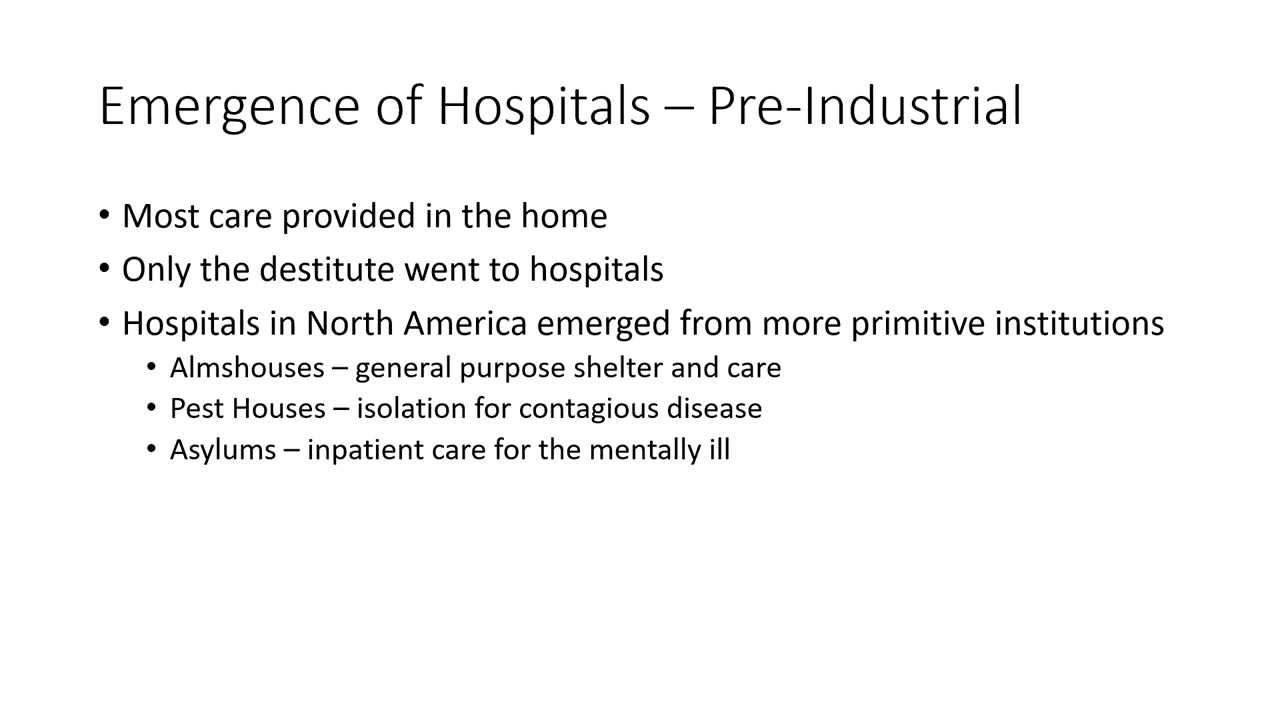 Emergence of Hospitals – Pre-Industrial
• Most care provided in the home
• Only the destitute went to hospitals
• Hospitals in North America emerged from more primitive institutions
• Almshouses – general purpose shelter and care
• Pest Houses – isolation for contagious disease
• Asylums – inpatient care for the mentally ill